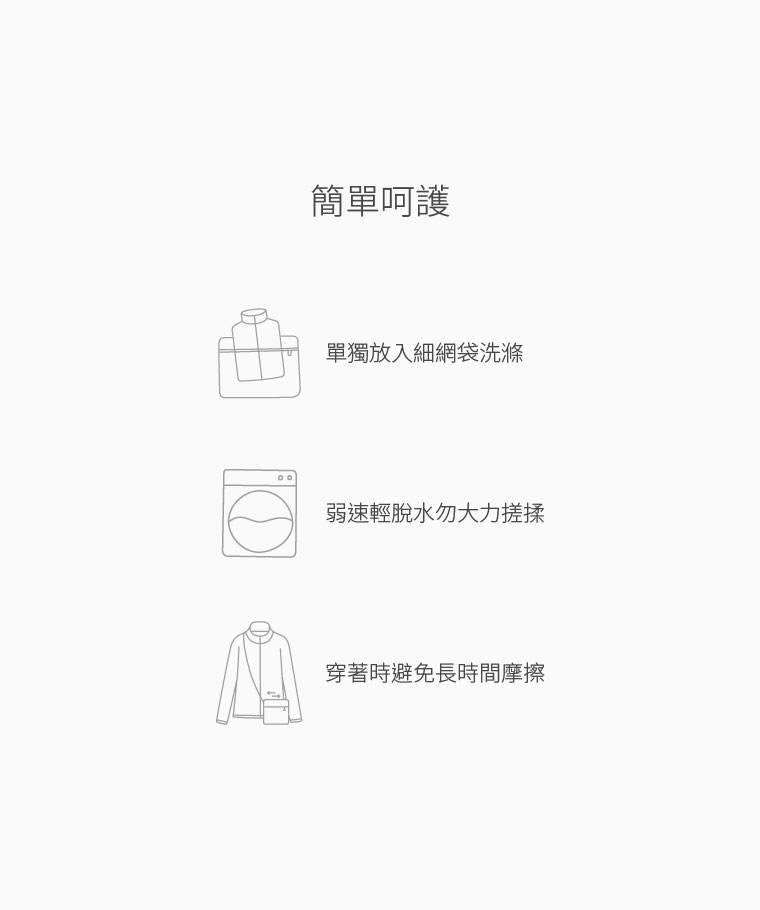 簡單呵護
單獨放入細網袋洗滌
弱速輕脫水勿大力搓揉
穿著時避免長時間摩擦